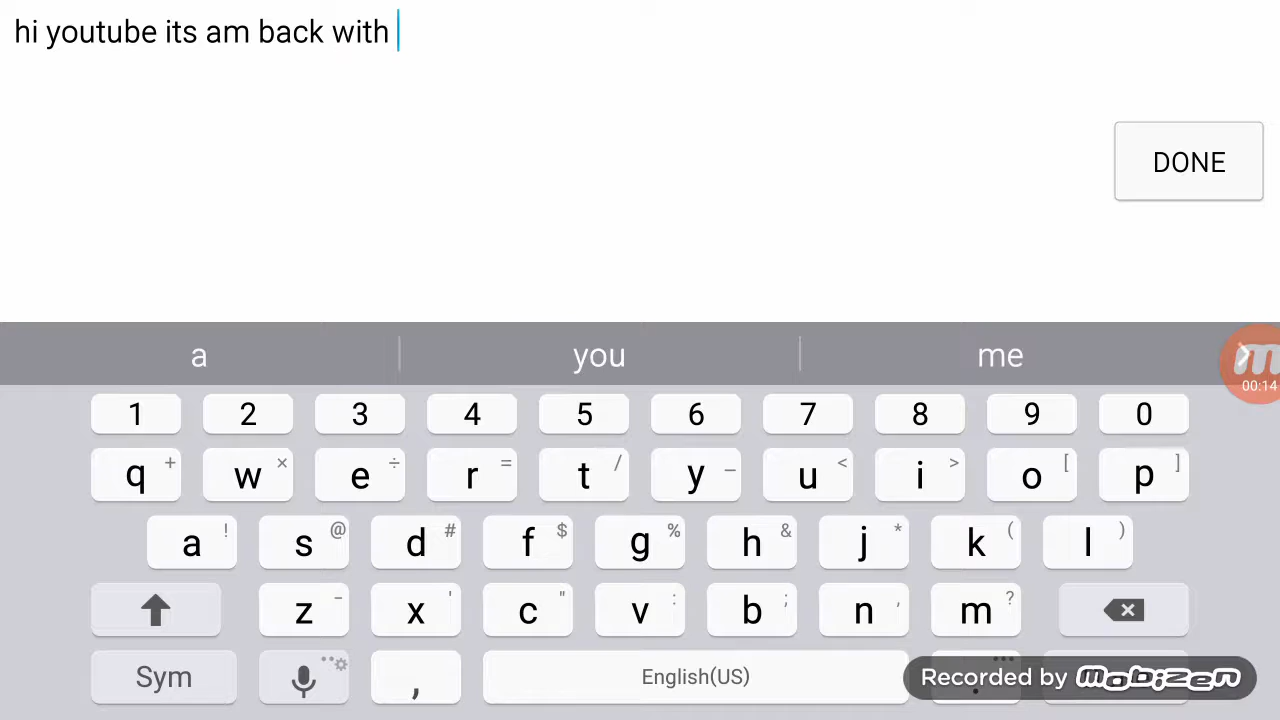 hi youtube its am back with
DONE
a you me
00:14
1 2 3 4 5 6 7 8 9 0
q + w × e ÷ r = t / y _ u < i > o [ p ]
a ! s @ d # f $ g % h & j * k ( l )
z - x ' c " v : b ; n , m ?
Sym , English(US) .
Recorded by mobizen